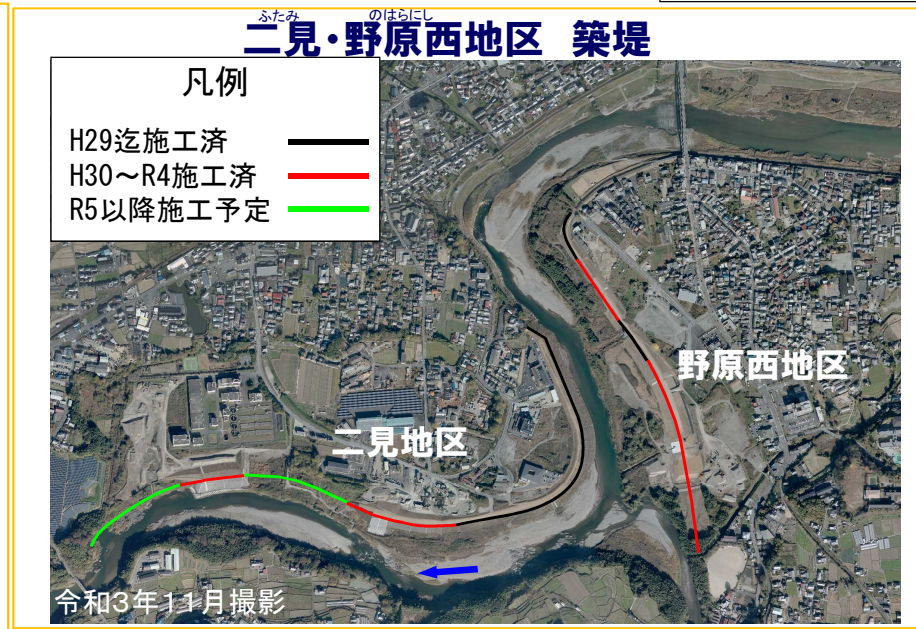 ふたみ のはらにし
二見・野原西地区 築堤
凡例
H29迄施工済
H30～R4施工済
R5以降施工予定
野原西地区
二見地区
令和3年11月撮影